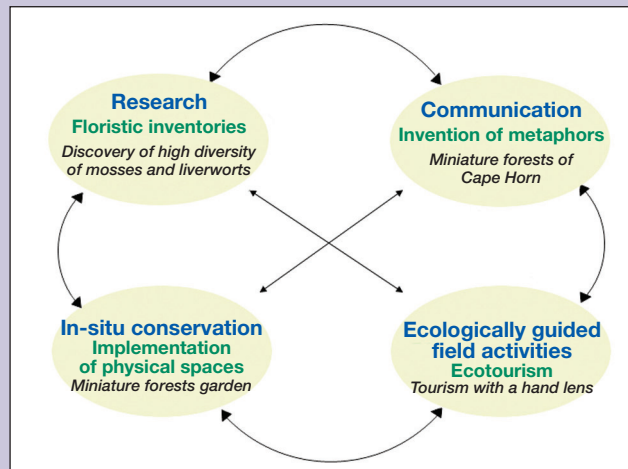 Research
Floristic inventories
Discovery of high diversity
of mosses and liverworts
Communication
Invention of metaphors
Miniature forests of
Cape Horn
In-situ conservation
Implementation
of physical spaces
Miniature forests garden
Ecologically guided
field activities
Ecotourism
Tourism with a hand lens